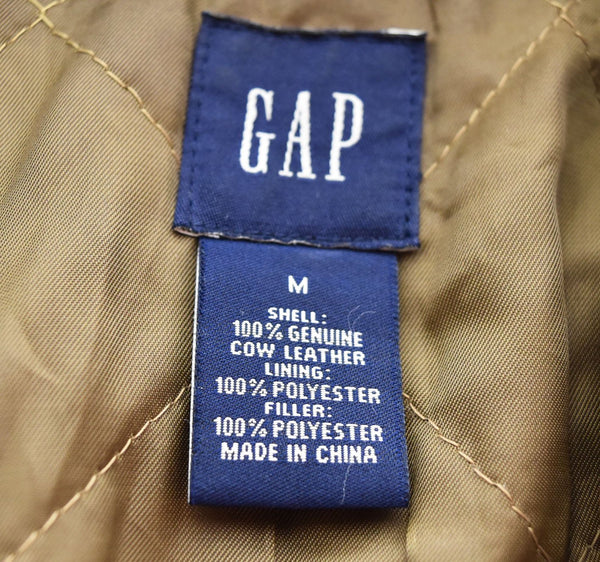 GAP
M
SHELL:
100% GENUINE
COW LEATHER
LINING:
100% POLYESTER
FILLER:
100% POLYESTER
MADE IN CHINA